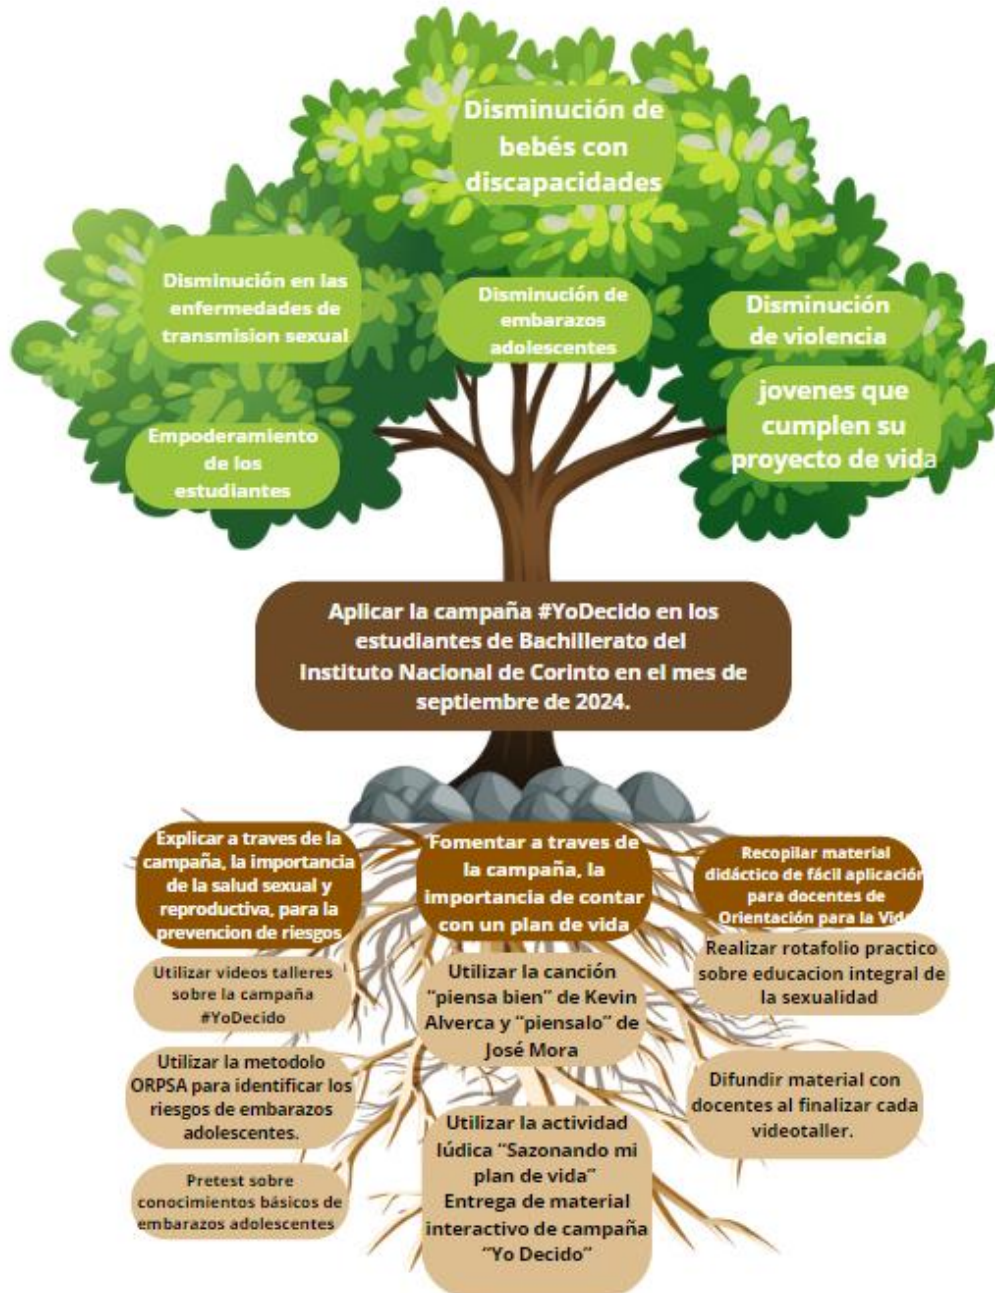 Disminución de
bebés con
discapacidades
Disminución en las
enfermedades de
transmision sexual
Disminución de
embarazos
adolescentes
Disminución
de violencia
Empoderamiento
de los
estudiantes
jovenes que
cumplen su
proyecto de vida
Aplicar la campaña #YoDecido en los
estudiantes de Bachillerato del
Instituto Nacional de Corinto en el mes de
septiembre de 2024.
Explicar a traves de la
campaña, la importancia
de la salud sexual y
reproductiva, para la
prevencion de riesgos
Fomentar a traves de
la campaña, la
importancia de contar
con un plan de vida
Recopilar material
didáctico de fácil aplicación
para docentes de
Orientación para la Vid
Utilizar videos talleres
sobre la campaña
#YoDecido
Utilizar la canción
“piensa bien” de Kevin
Alverca y “piensalo” de
José Mora
Realizar rotafolio practico
sobre educacion integral de
la sexualidad
Utilizar la metodolo
ORPSA para identificar los
riesgos de embarazos
adolescentes.
Utilizar la actividad
lúdica “Sazonando mi
plan de vida”
Entrega de material
interactivo de campaña
“Yo Decido”
Difundir material con
docentes al finalizar cada
videotaller.
Pretest sobre
conocimientos básicos de
embarazos adolescentes